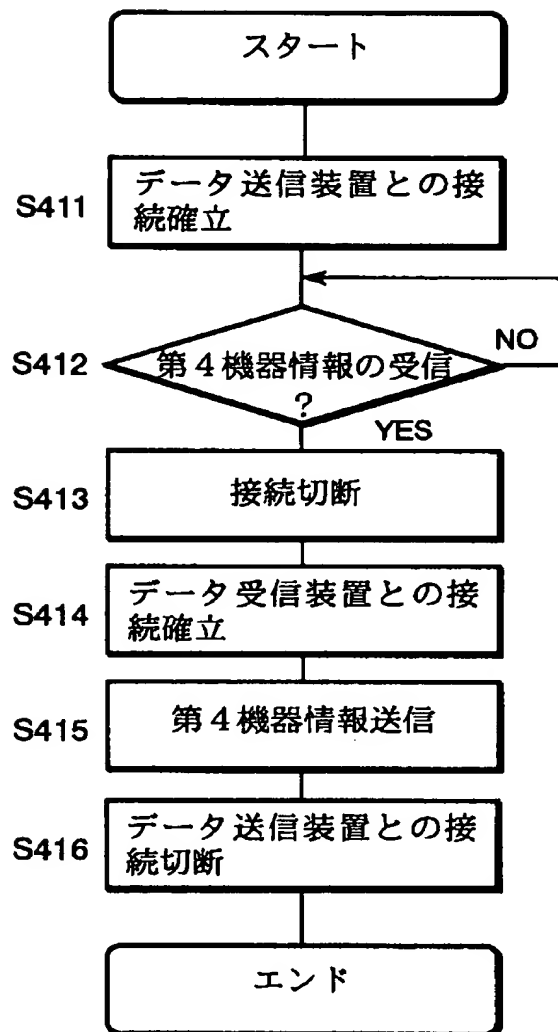 スタート
S411
データ送信装置との接
続確立
S412
第４機器情報の受信
？
NO
YES
S413
接続切断
S414
データ受信装置との接
続確立
S415
第４機器情報送信
S416
データ送信装置との接
続切断
エンド